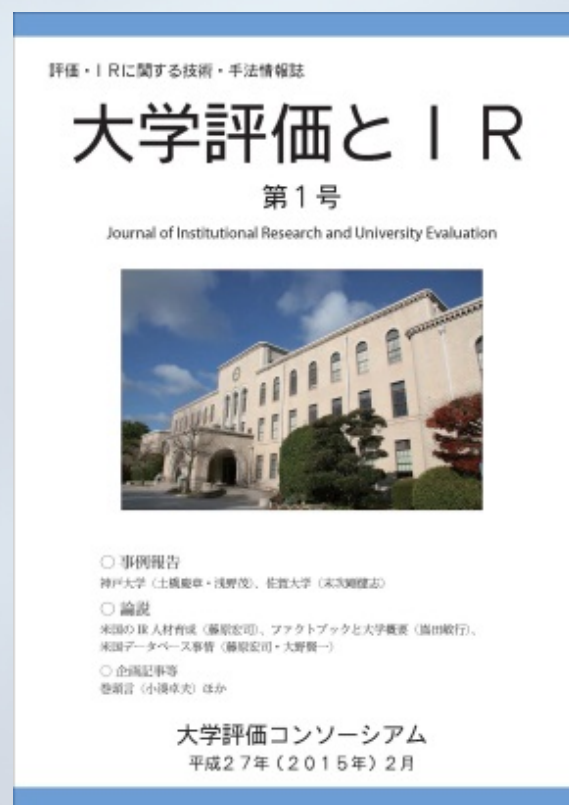 評価・ＩＲに関する技術・手法情報誌
大学評価とＩＲ
第１号
Journal of Institutional Research and University Evaluation
○ 事例報告
神戸大学（土橋慶章・浅野茂）、佐賀大学（末次剛健志）
○ 論説
米国の IR 人材育成（藤原宏司）、ファクトブックと大学概要（嶌田敏行）、
米国データベース事情（藤原宏司・大野賢一）
○ 企画記事等
巻頭言（小湊卓夫）ほか
大学評価コンソーシアム
平成２７年（２０１５年）２月